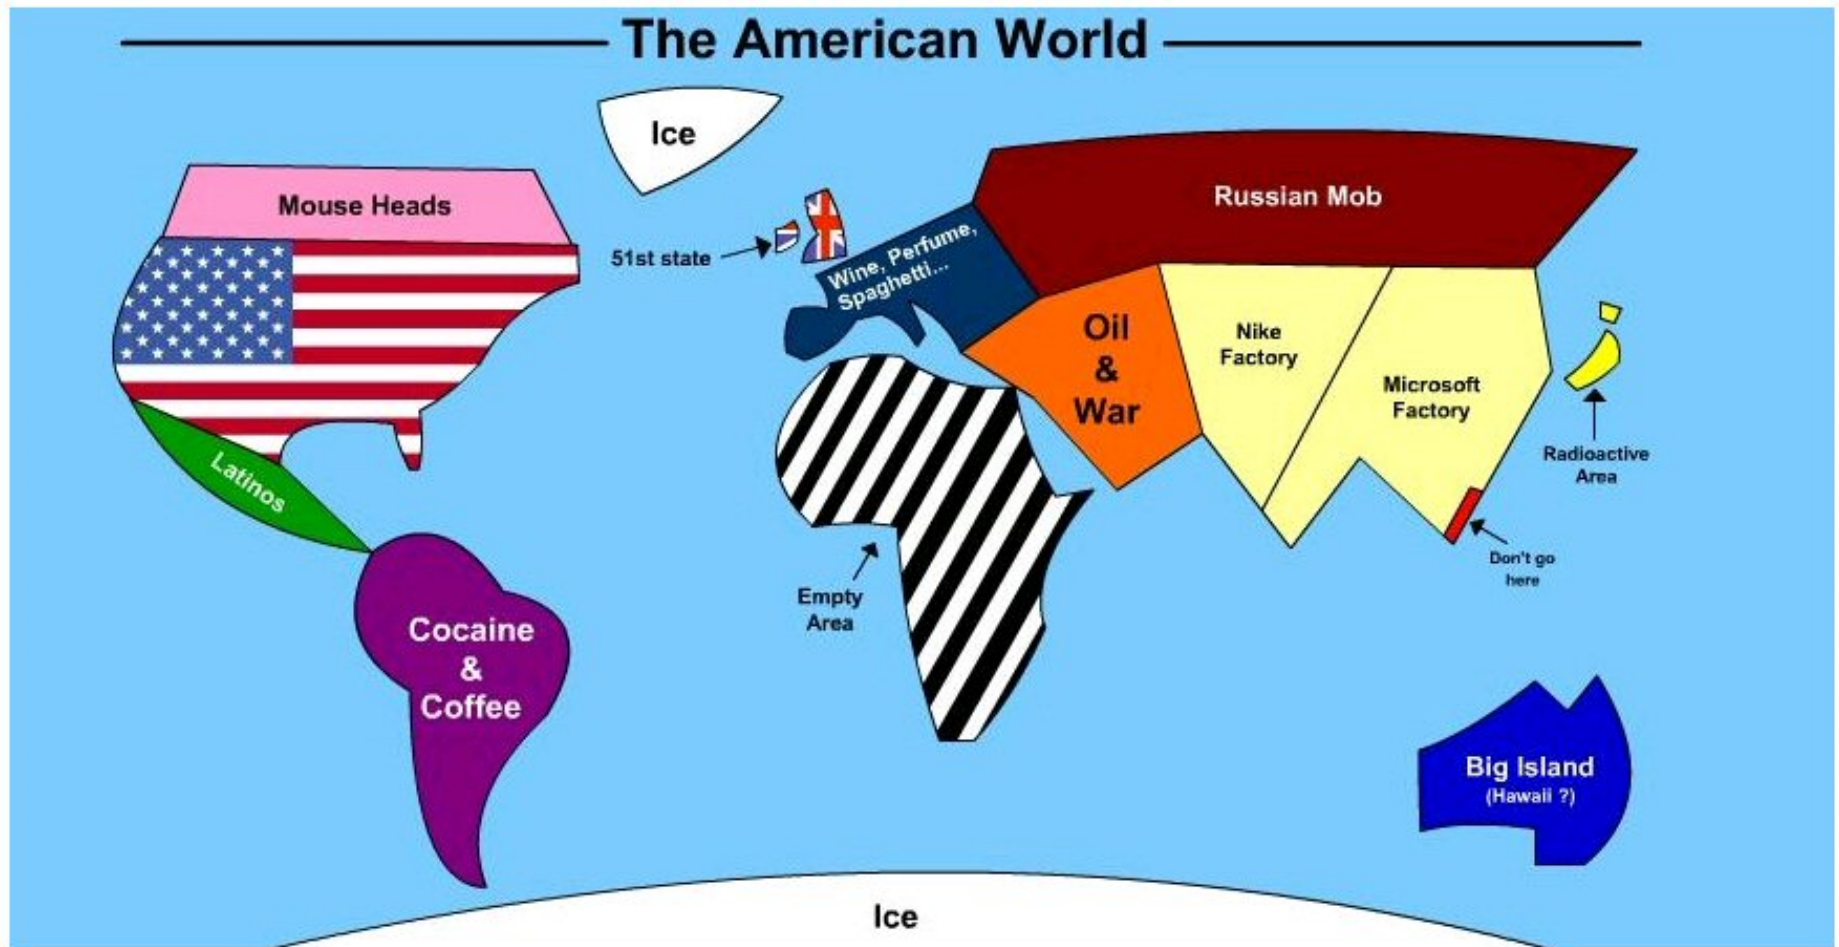 The American World
Ice
Mouse Heads
Russian Mob
51st state
Wine, Perfume,
Spaghetti...
Oil
&
War
Nike
Factory
Microsoft
Factory
Latinos
Radioactive
Area
Don't go
here
Empty
Area
Cocaine
&
Coffee
Big Island
(Hawaii ?)
Ice